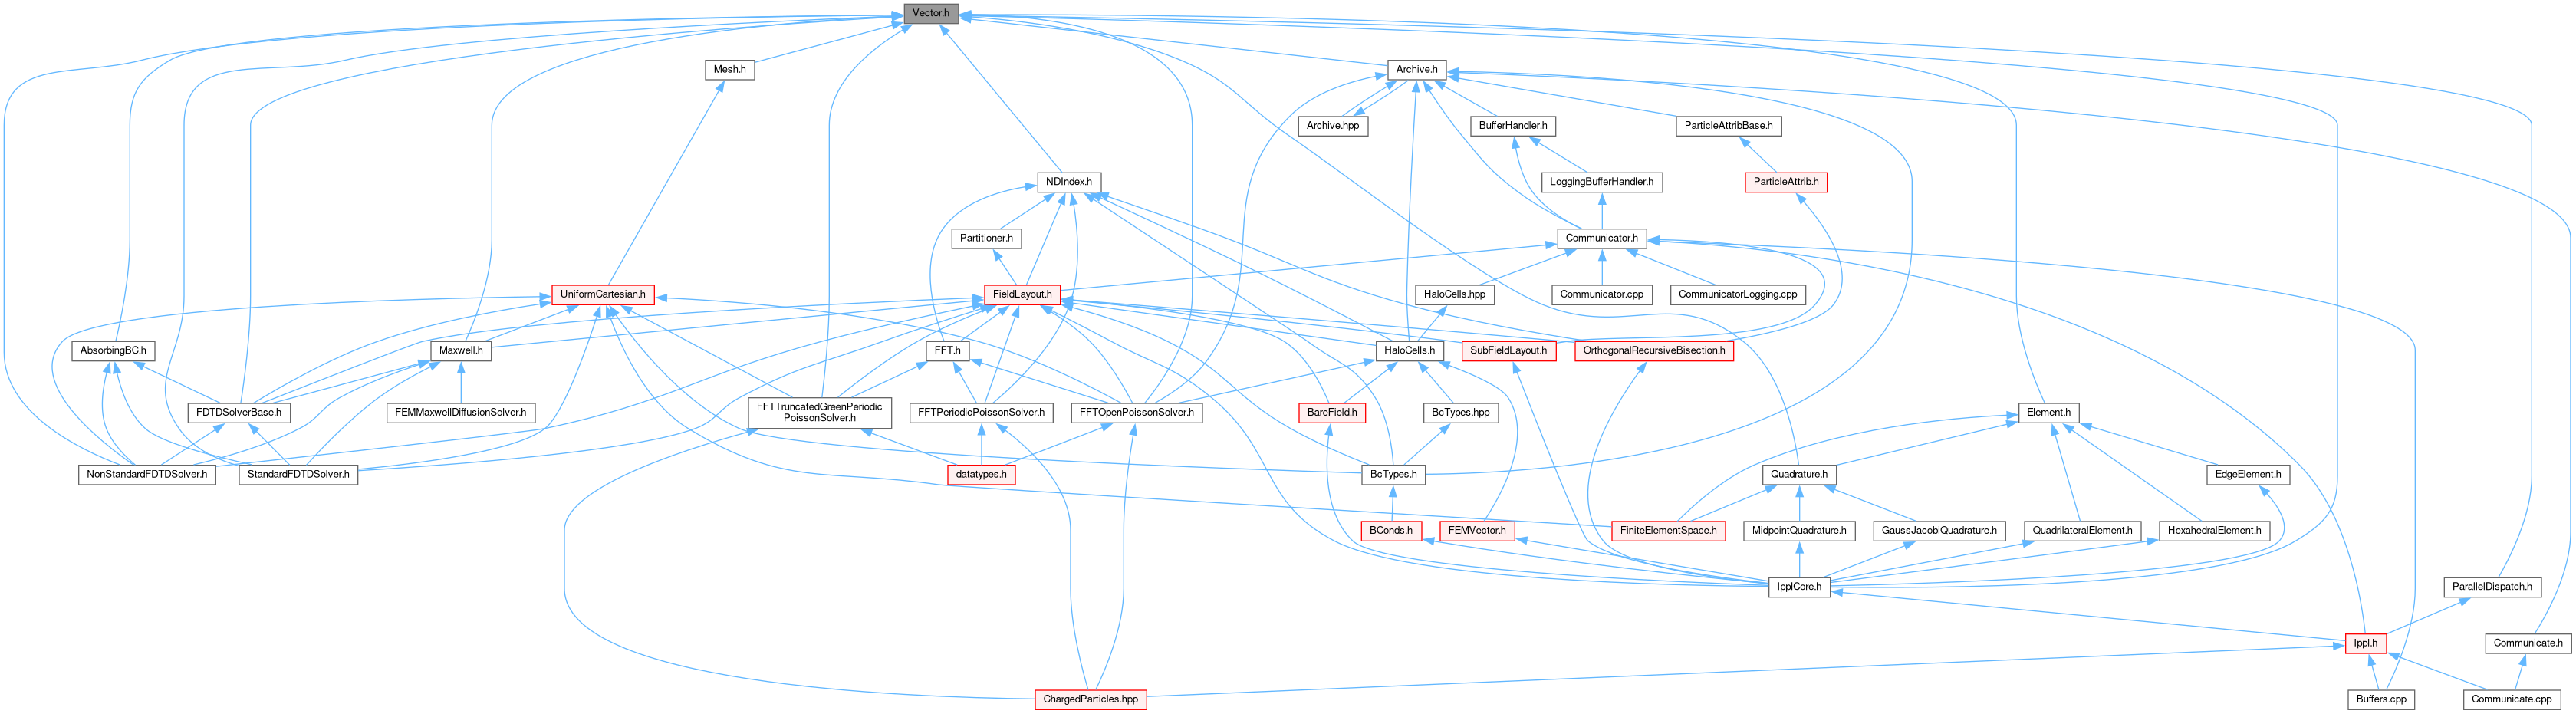 Vector.h
Mesh.h
Archive.h
Archive.hpp
BufferHandler.h
ParticleAttribBase.h
NDIndex.h
LoggingBufferHandler.h
ParticleAttrib.h
Partitioner.h
Communicator.h
UniformCartesian.h
FieldLayout.h
HaloCells.hpp
Communicator.cpp
CommunicatorLogging.cpp
AbsorbingBC.h
Maxwell.h
FFT.h
HaloCells.h
SubFieldLayout.h
OrthogonalRecursiveBisection.h
FDTDSolverBase.h
FEMMaxwellDiffusionSolver.h
FFTTruncatedGreenPeriodic
PoissonSolver.h
FFTPeriodicPoissonSolver.h
FFTOpenPoissonSolver.h
BareField.h
BcTypes.hpp
Element.h
NonStandardFDTDSolver.h
StandardFDTDSolver.h
datatypes.h
BcTypes.h
Quadrature.h
EdgeElement.h
BConds.h
FEMVector.h
FiniteElementSpace.h
MidpointQuadrature.h
GaussJacobiQuadrature.h
QuadrilateralElement.h
HexahedralElement.h
IpplCore.h
ParallelDispatch.h
Ippl.h
Communicate.h
ChargedParticles.hpp
Buffers.cpp
Communicate.cpp